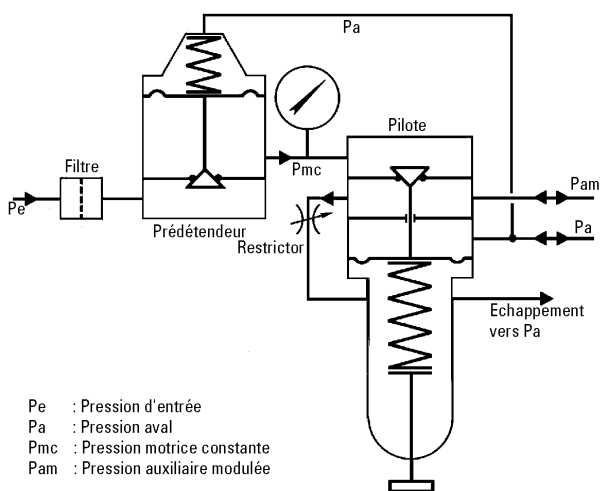 Pa
Pilote
Filtre
Pmc
Pam
Pe
Prédétendeur
Restrictor
Pa
Echappement
vers Pa
Pe : Pression d'entrée
Pa : Pression aval
Pmc : Pression motrice constante
Pam : Pression auxiliaire modulée